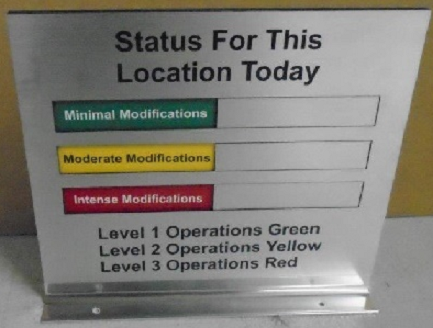 Status For This
Location Today
Minimal Modifications
Moderate Modifications
Intense Modifications
Level 1 Operations Green
Level 2 Operations Yellow
Level 3 Operations Red